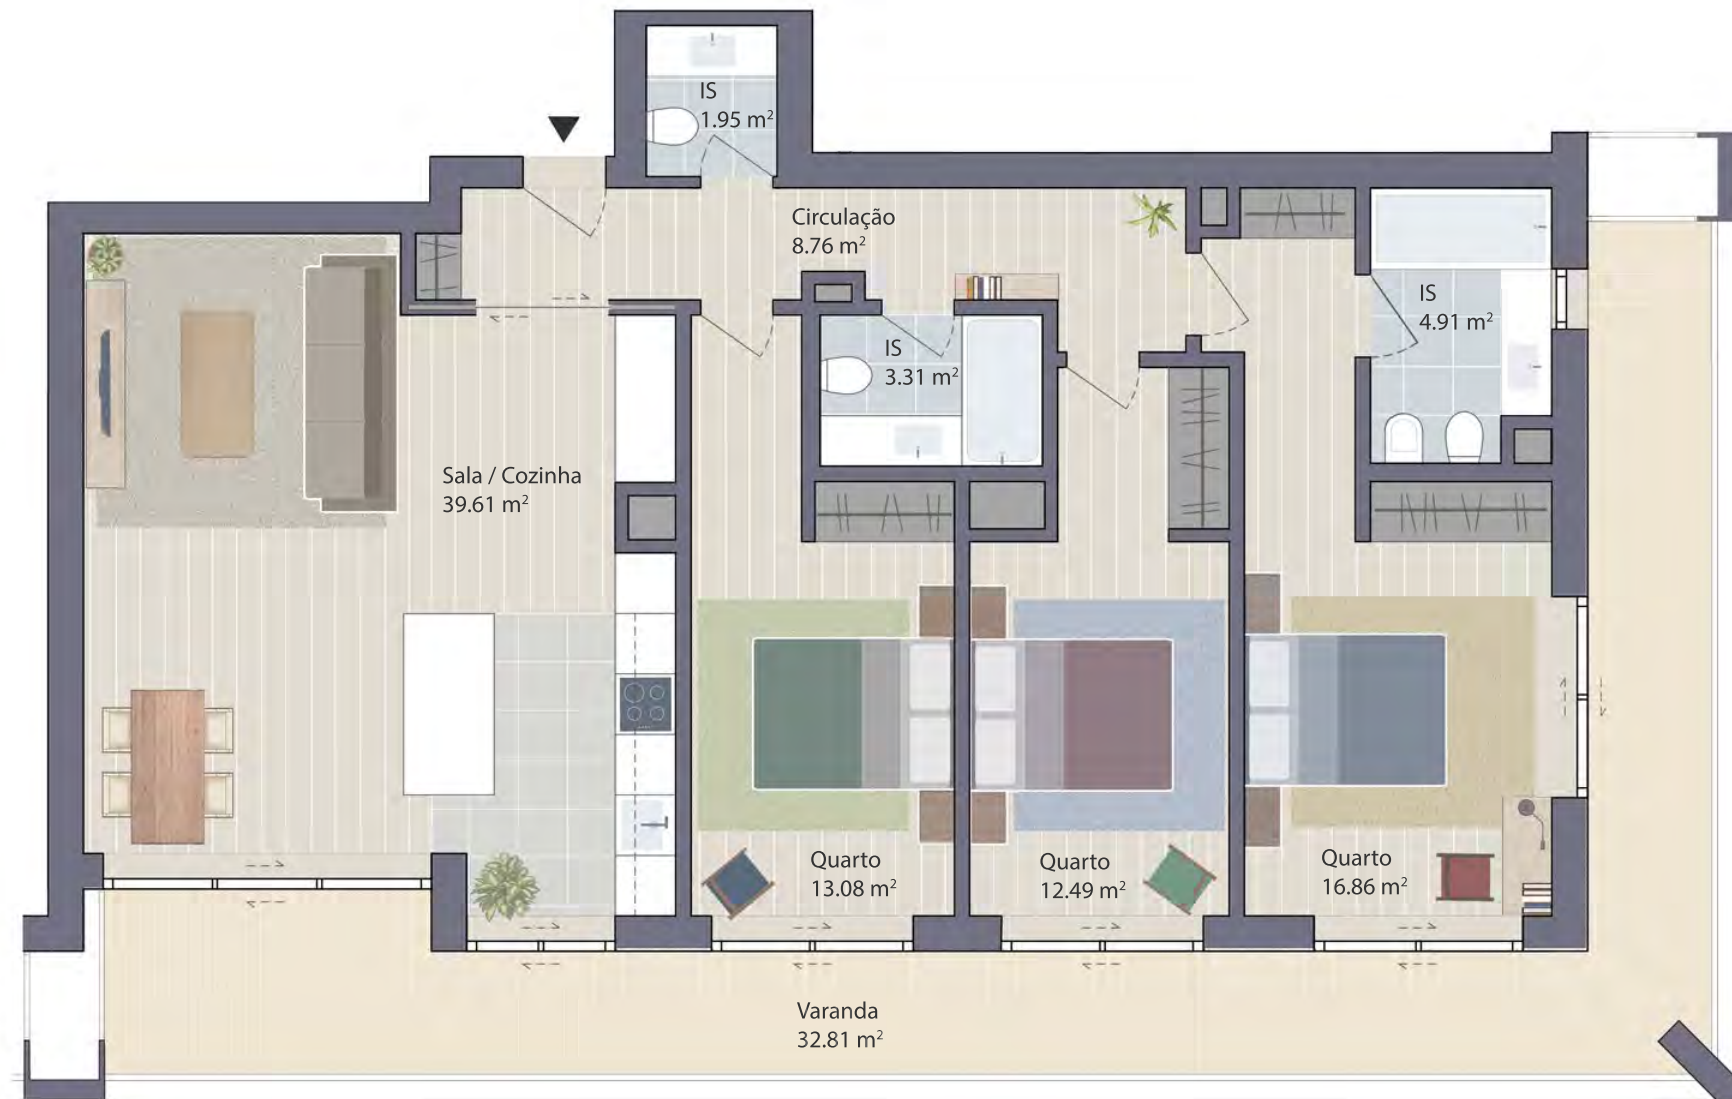 IS
1.95 m²
Circulação
8.76 m²
IS
4.91 m²
IS
3.31 m²
Sala / Cozinha
39.61 m²
Quarto
13.08 m²
Quarto
12.49 m²
Quarto
16.86 m²
Varanda
32.81 m²